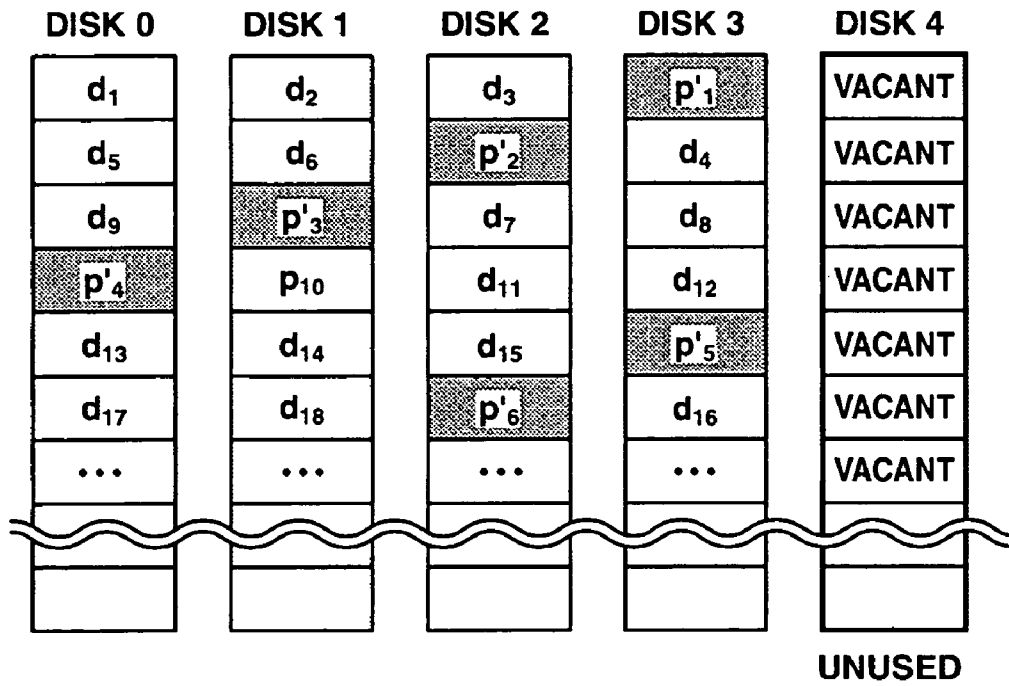 DISK 0 DISK 1 DISK 2 DISK 3 DISK 4
d₁ d₂ d₃ p'₁ VACANT
d₅ d₆ p'₂ d₄ VACANT
d₉ p'₃ d₇ d₈ VACANT
p'₄ p₁₀ d₁₁ d₁₂ VACANT
d₁₃ d₁₄ d₁₅ p'₅ VACANT
d₁₇ d₁₈ p'₆ d₁₆ VACANT
••• ••• ••• ••• VACANT
UNUSED